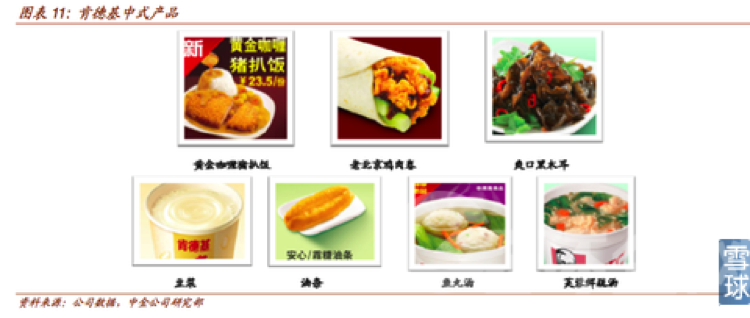 图表 11：肯德基中式产品
新
黄金咖喱
猪扒饭
￥23.5/份
黄金咖喱猪扒饭
老北京鸡肉卷
爽口黑木耳
肯德基
安心/霜糖油条
KFC
豆浆
油条
鱼丸汤
芙蓉鲜蔬汤
资料来源：公司数据，中金公司研究部
雪球